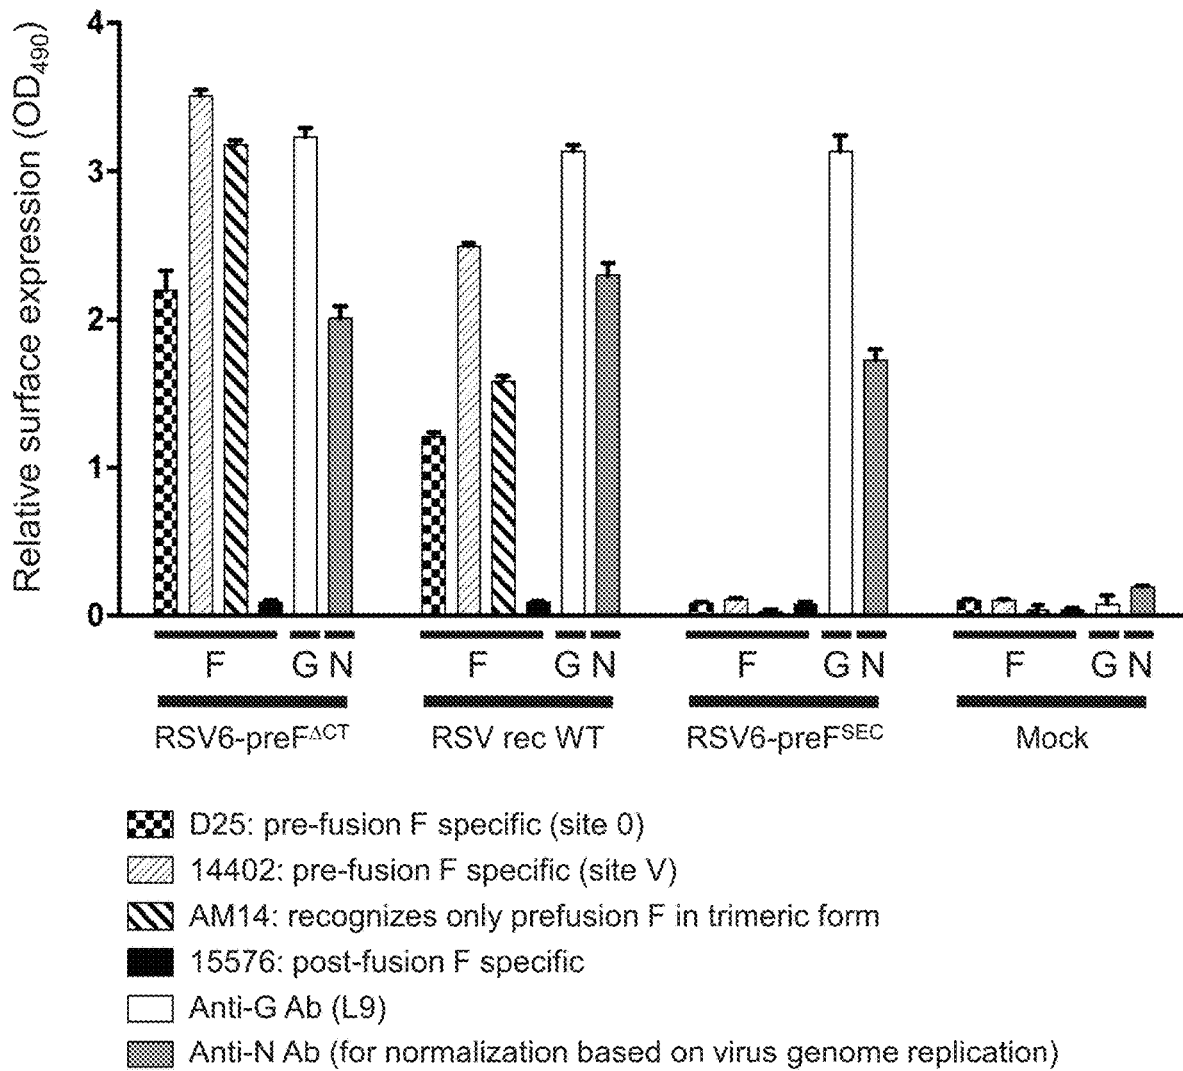 Relative surface expression (OD490)
4
3
2
1
0
F G N F G N F G N F G N
RSV6-preFΔCT RSV rec WT RSV6-preFSEC Mock
D25: pre-fusion F specific (site 0)
14402: pre-fusion F specific (site V)
AM14: recognizes only prefusion F in trimeric form
15576: post-fusion F specific
Anti-G Ab (L9)
Anti-N Ab (for normalization based on virus genome replication)